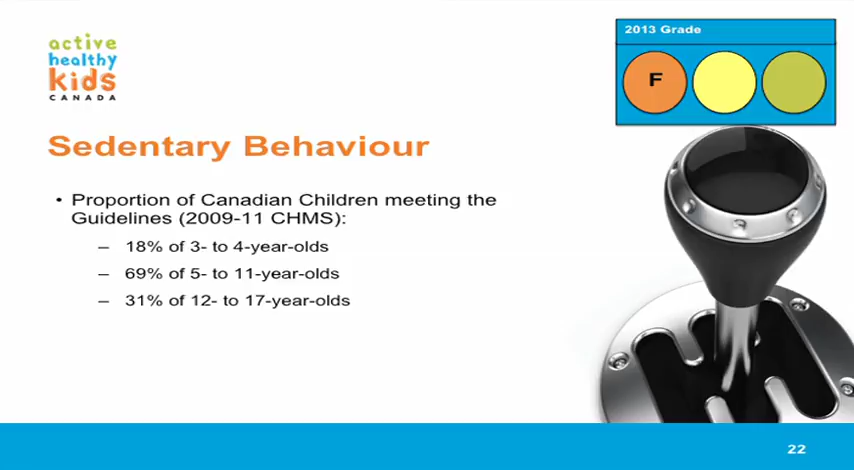 active
healthy
kids
CANADA
2013 Grade
F
Sedentary Behaviour
• Proportion of Canadian Children meeting the
Guidelines (2009-11 CHMS):
– 18% of 3- to 4-year-olds
– 69% of 5- to 11-year-olds
– 31% of 12- to 17-year-olds
22